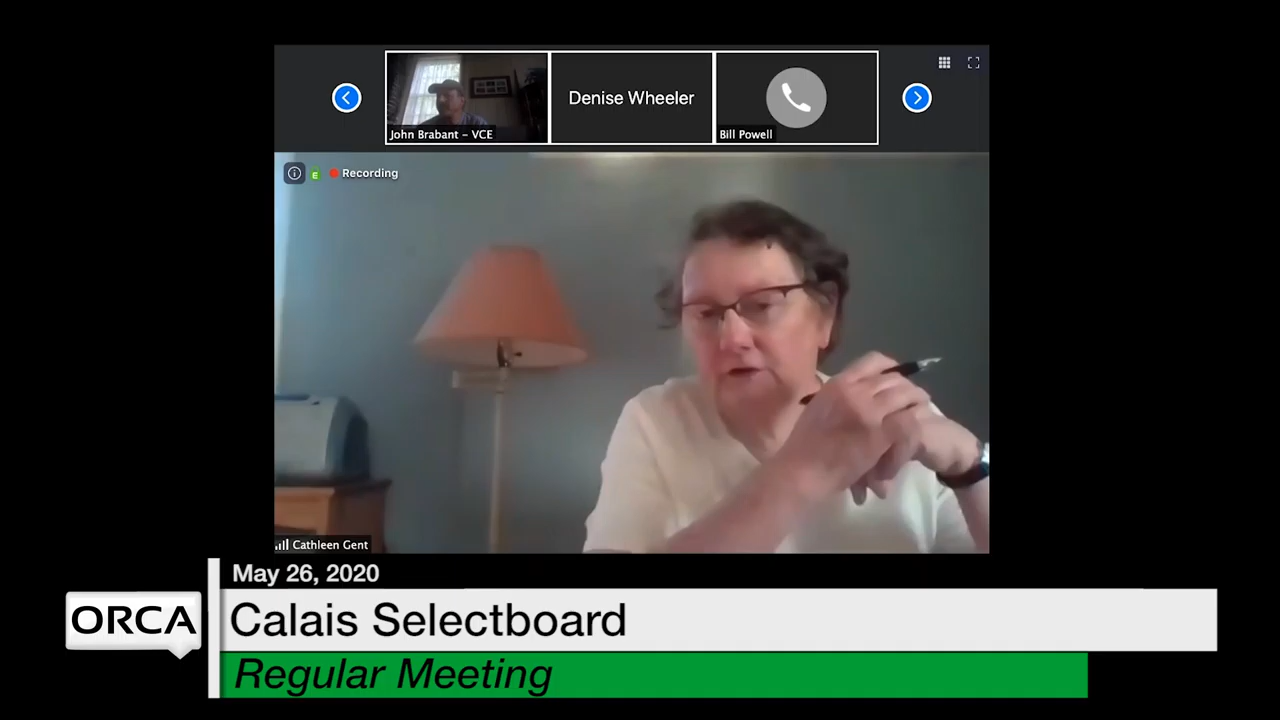 Denise Wheeler
John Brabant – VCE
Bill Powell
Recording
Cathleen Gent
May 26, 2020
ORCA
Calais Selectboard
Regular Meeting